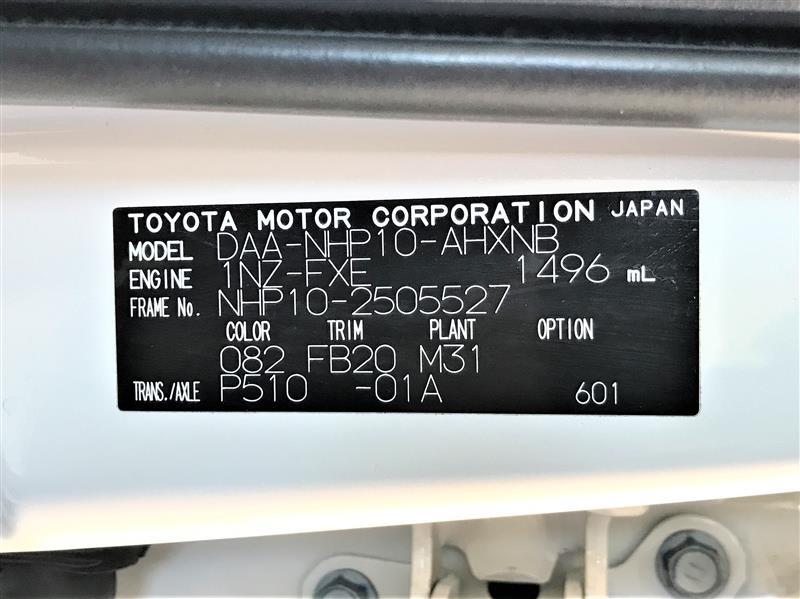 TOYOTA MOTOR CORPORATION JAPAN
MODEL DAA-NHP10-AHXNB
ENGINE 1NZ-FXE 1496 mL
FRAME No. NHP10-2505527
COLOR TRIM PLANT OPTION
082 FB20 M31
TRANS./AXLE P510 -01A 601